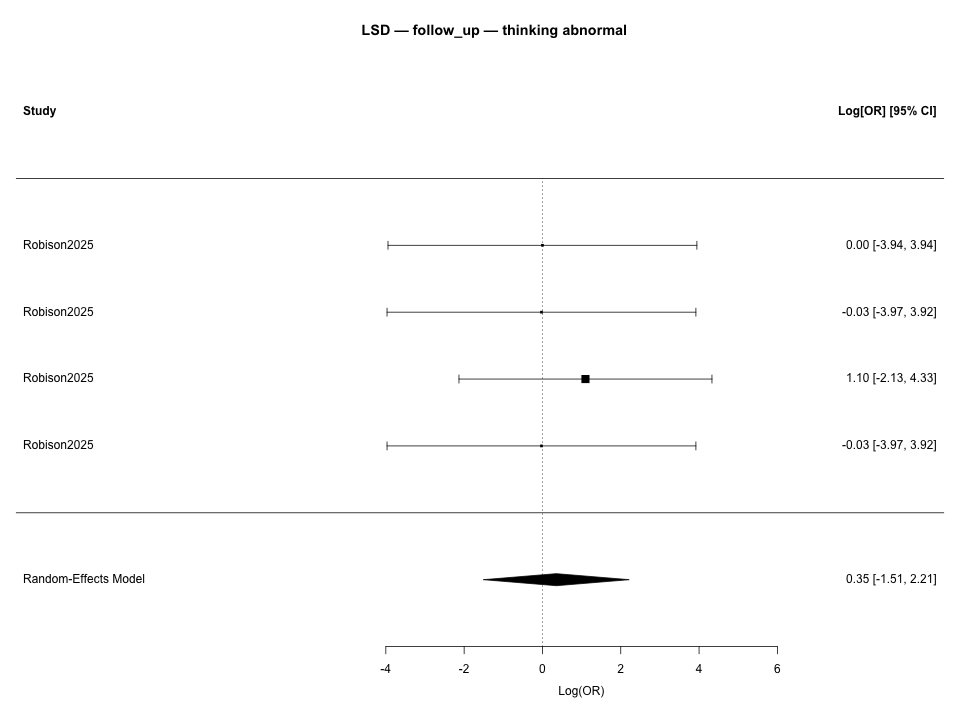 LSD — follow_up — thinking abnormal
Study Log[OR] [95% CI]
Robison2025 0.00 [-3.94, 3.94]
Robison2025 -0.03 [-3.97, 3.92]
Robison2025 1.10 [-2.13, 4.33]
Robison2025 -0.03 [-3.97, 3.92]
Random-Effects Model 0.35 [-1.51, 2.21]
-4 -2 0 2 4 6
Log(OR)